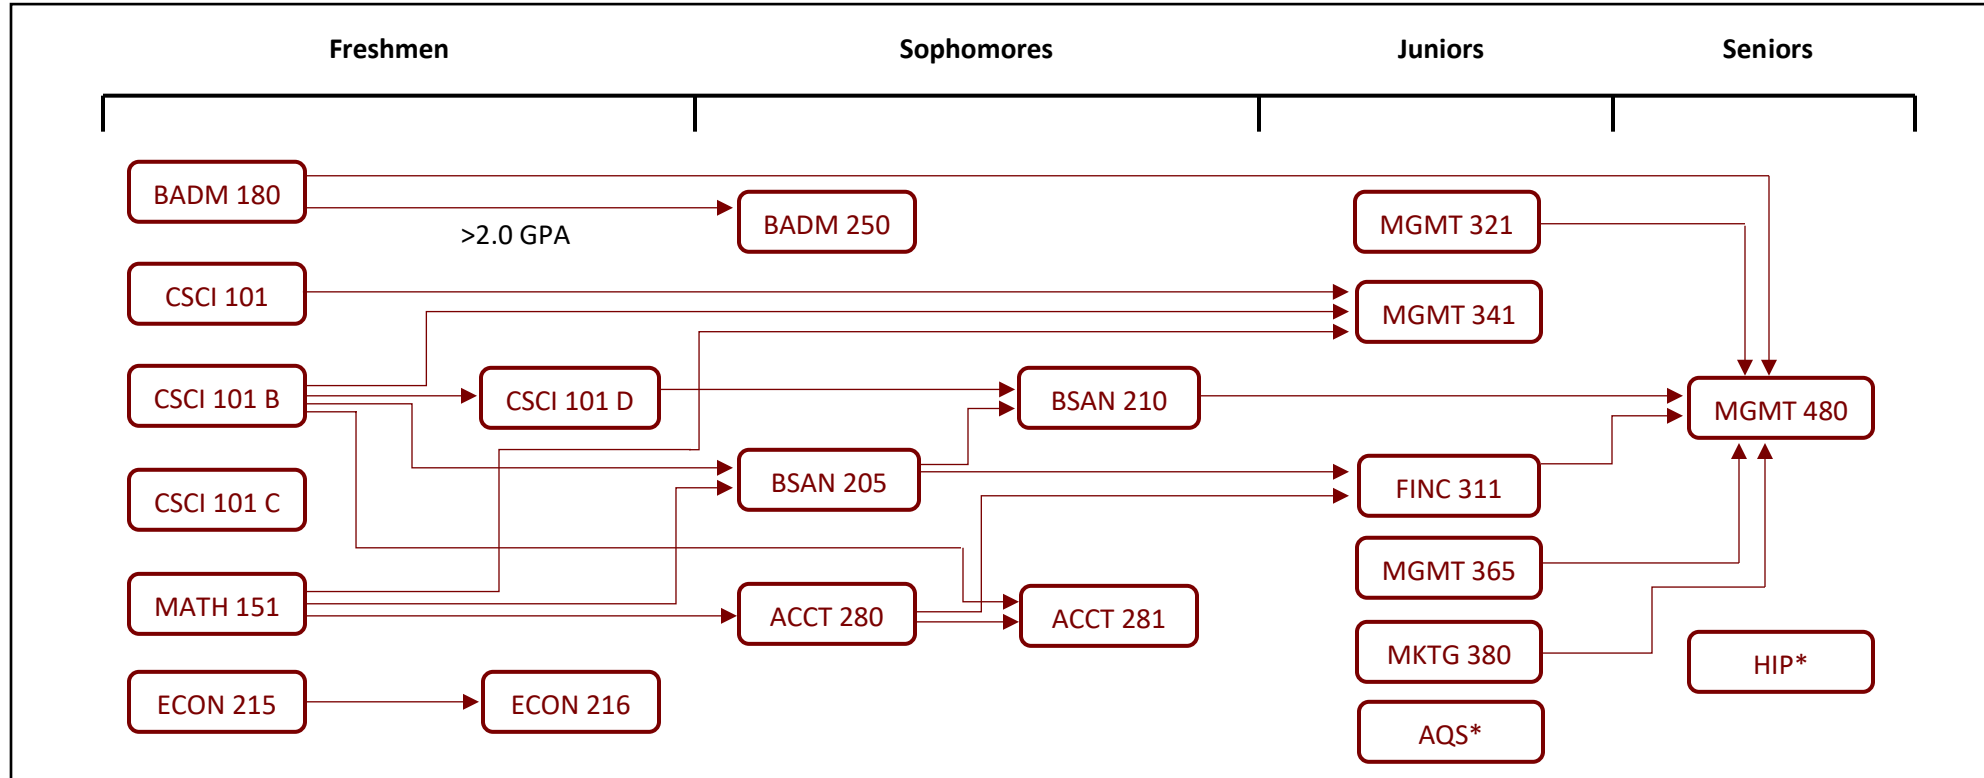 Freshmen
Sophomores
Juniors
Seniors
BADM 180
>2.0 GPA
BADM 250
MGMT 321
CSCI 101
MGMT 341
CSCI 101 B
CSCI 101 D
BSAN 210
MGMT 480
CSCI 101 C
BSAN 205
FINC 311
MGMT 365
MATH 151
ACCT 280
ACCT 281
MKTG 380
HIP*
ECON 215
ECON 216
AQS*